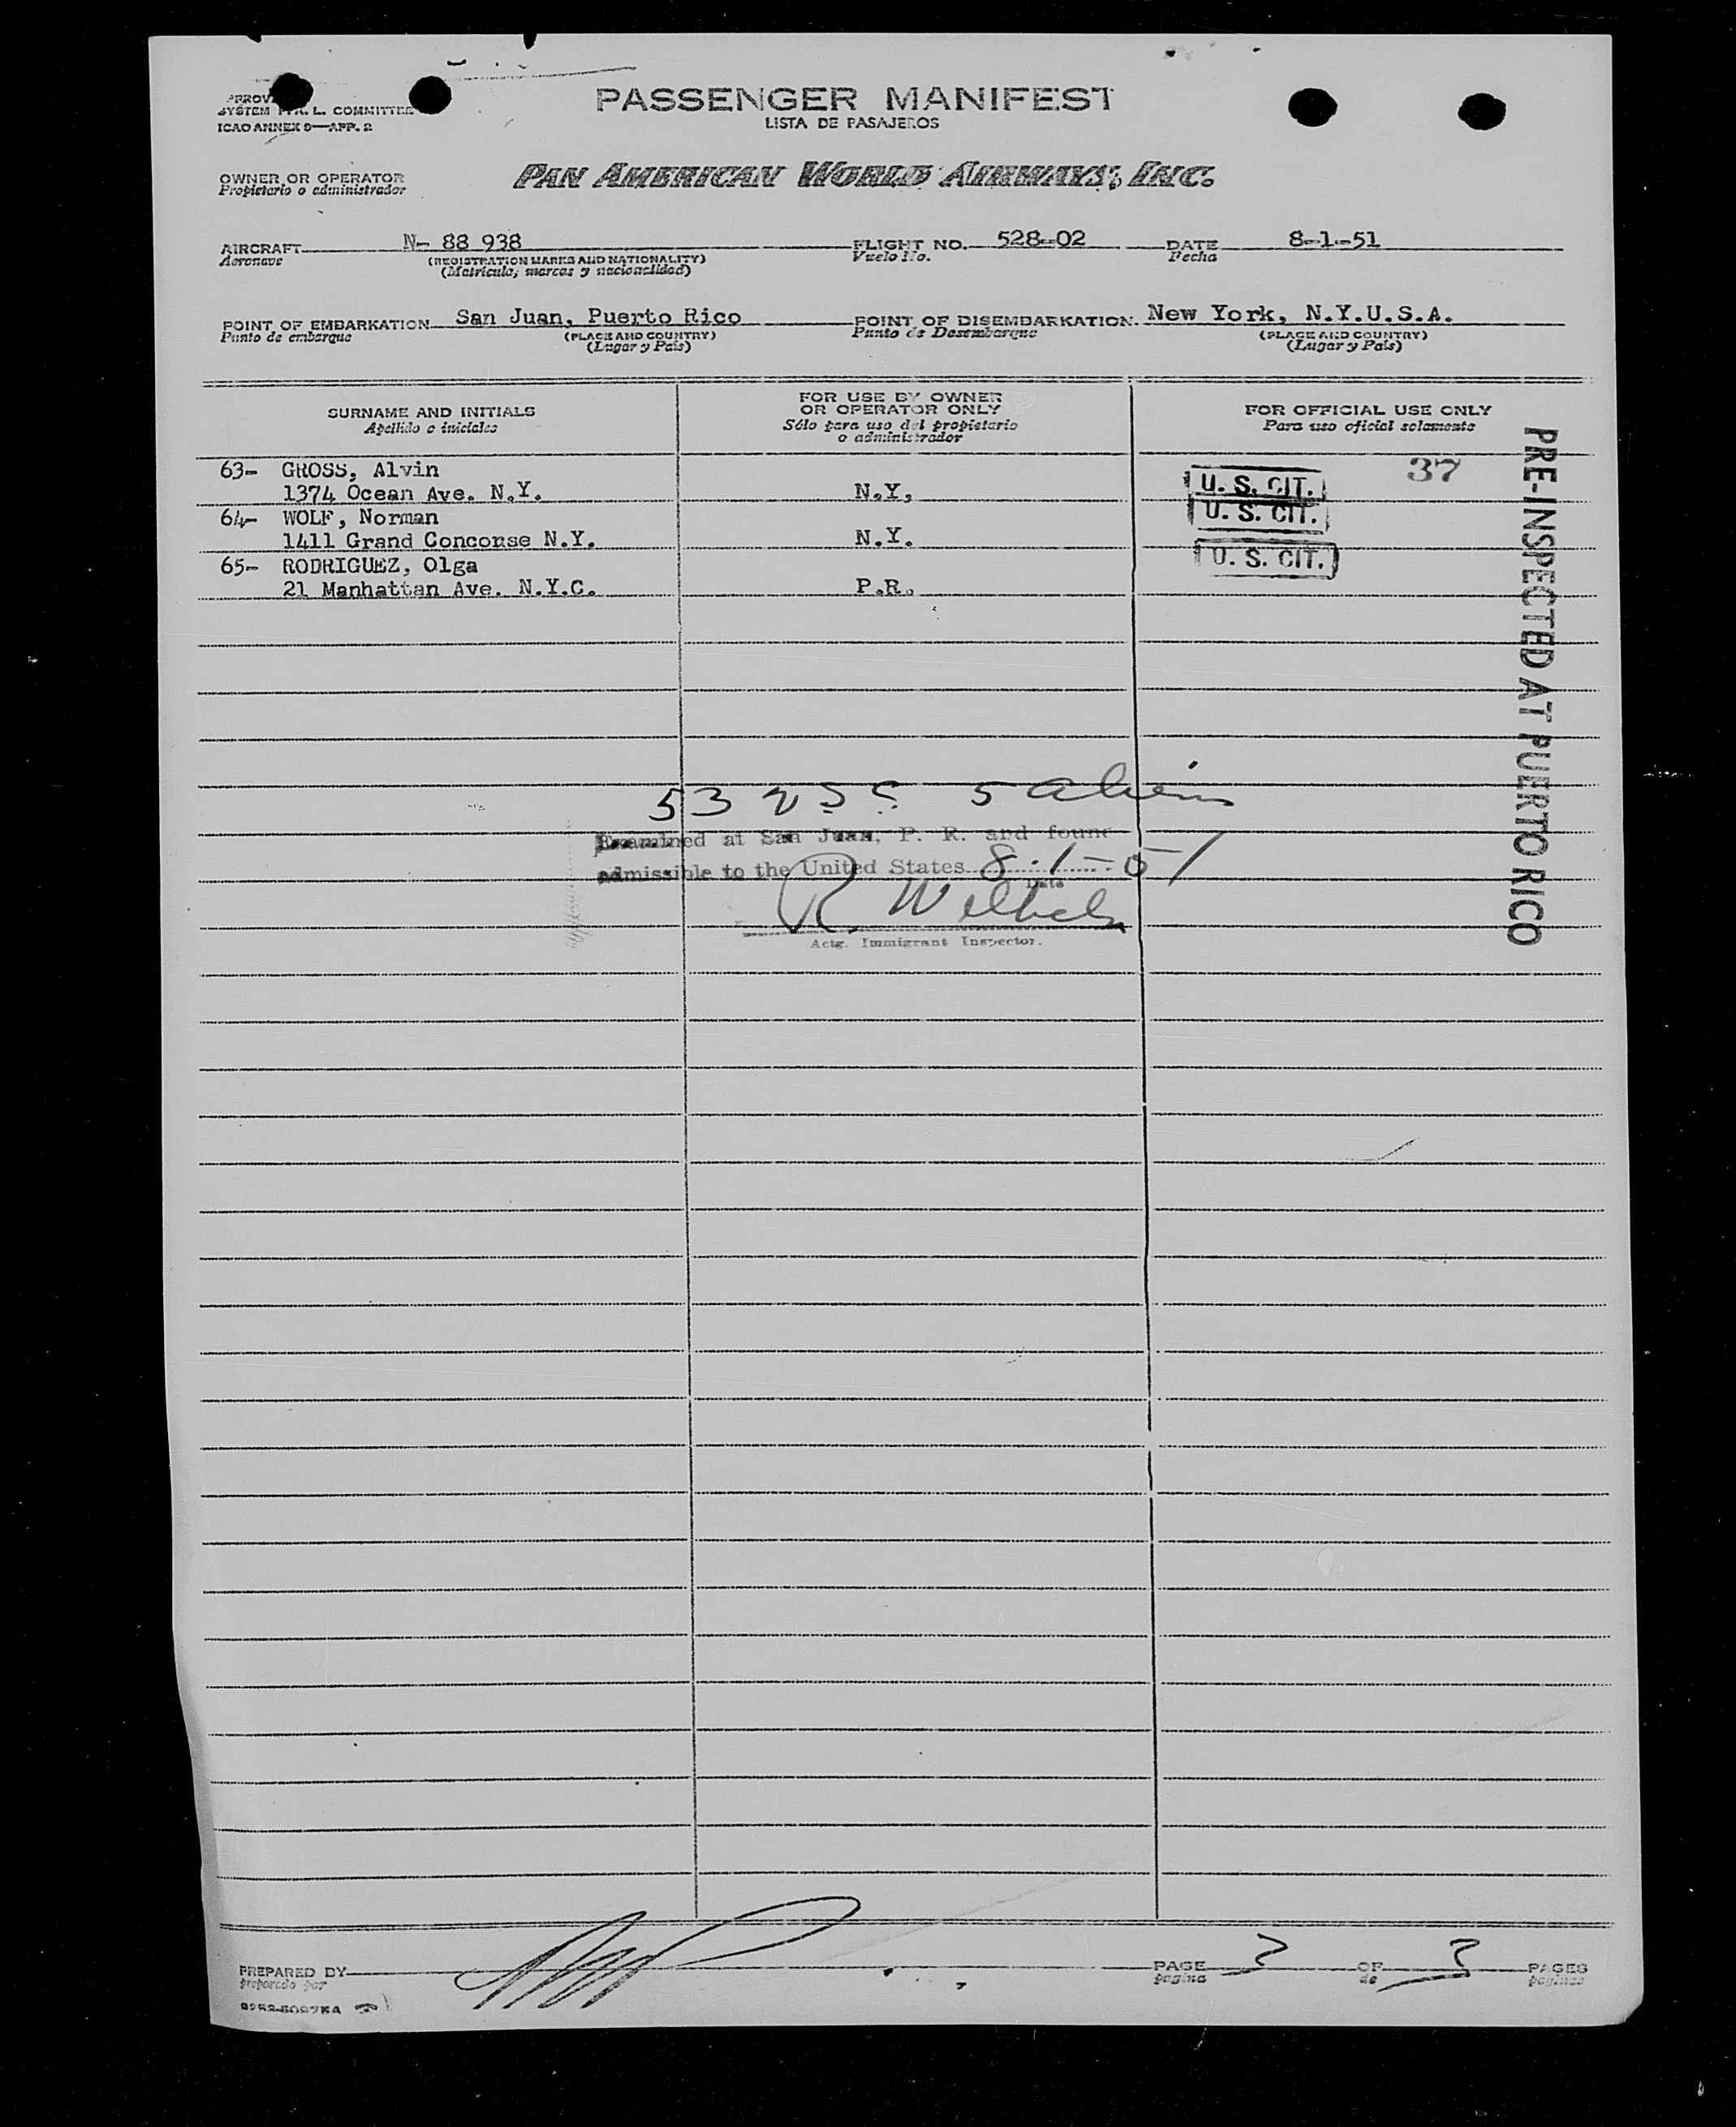 PASSENGER MANIFEST
LISTA DE PASAJEROS
SYSTEM L. COMMITTEE
ICAO ANNEX 9—APP. 2
OWNER OR OPERATOR
Propietario o administrador
PAN AMERICAN WORLD AIRWAYS, INC.
AIRCRAFT N- 88 938 FLIGHT NO. 528-02 DATE 8-1-51
Aeronave (REGISTRATION MARKS AND NATIONALITY) Vuelo No. Fecha
(Matricula, marcas y nacionalidad)
POINT OF EMBARKATION San Juan, Puerto Rico POINT OF DISEMBARKATION New York, N.Y.U.S.A.
Punto de embarque (PLACE AND COUNTRY) Punto de Desembarque (PLACE AND COUNTRY)
(Lugar y País) (Lugar y País)
SURNAME AND INITIALS
Apellido e iniciales
FOR USE BY OWNER
OR OPERATOR ONLY
Sólo para uso del propietario
o administrador
FOR OFFICIAL USE ONLY
Para uso oficial solamente
63- GROSS, Alvin 37
1374 Ocean Ave. N.Y. N.Y, U. S. CIT.
64- WOLF, Norman U. S. CIT.
1411 Grand Conconse N.Y. N.Y.
65- RODRIGUEZ, Olga U. S. CIT.
21 Manhattan Ave. N.Y.C. P.R.
PRE-INSPECTED AT PUERTO RICO
53 USC 5 aliens
Examined at San Juan, P. R. and found
admissible to the United States 8-1-51
Date
R. Wilhelm
Actg. Immigrant Inspector.
PREPARED BY PAGE 3 OF 3 PAGES
preparado por página de páginas